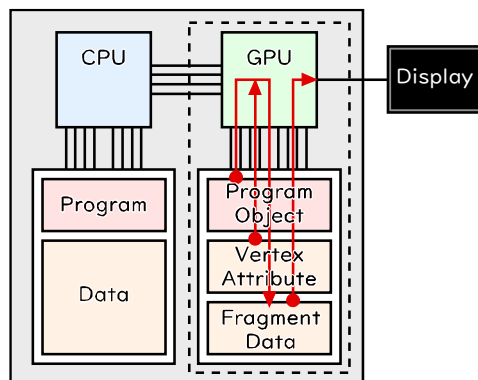 CPU
GPU
Display
Program
Data
Program
Object
Vertex
Attribute
Fragment
Data